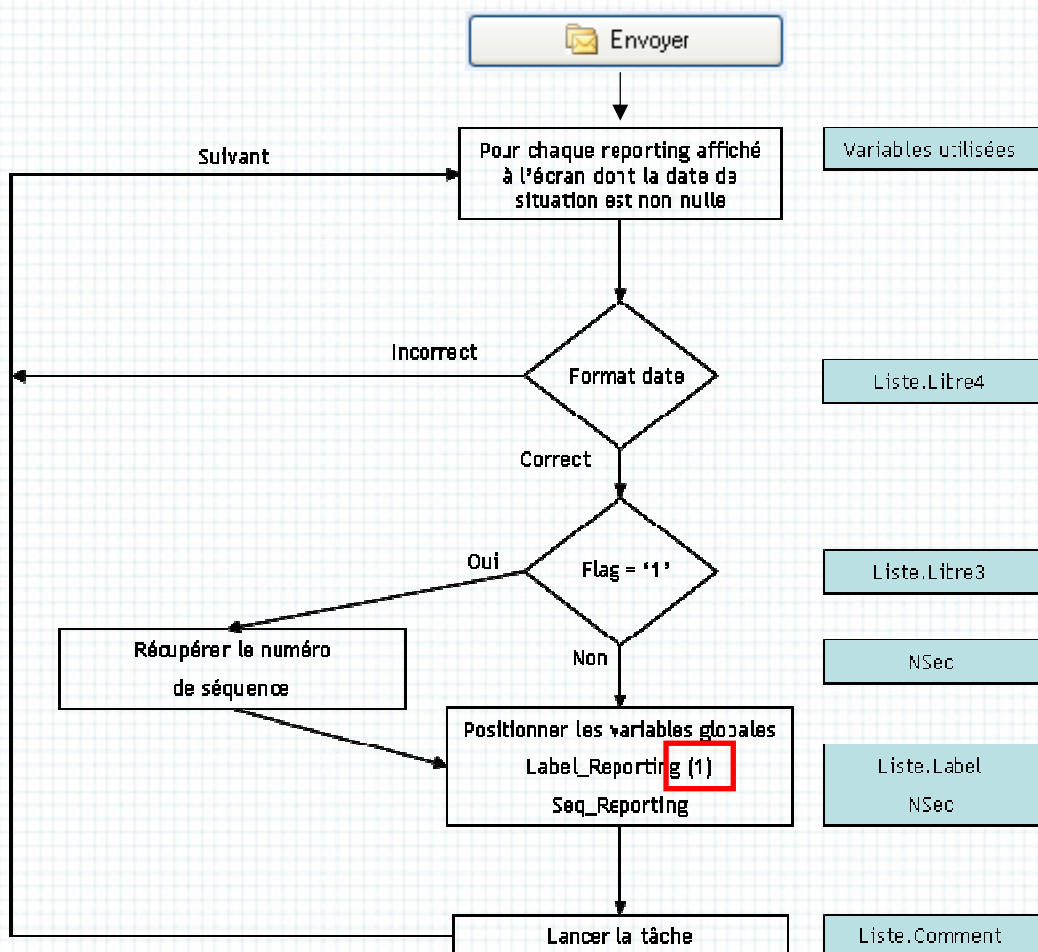 Envoyer
Pour chaque reporting affiché
à l'écran dont la date de
situation est non nulle
Variables utilisées
Suivant
Incorrect
Format date
Liste.Libre4
Correct
Oui
Flag = '1'
Liste.Libre3
Récupérer le numéro
de séquence
Non
NSec
Positionner les variables globales
Label_Reporting (1)
Seq_Reporting
Liste.Label
NSec
Lancer la tâche
Liste.Comment